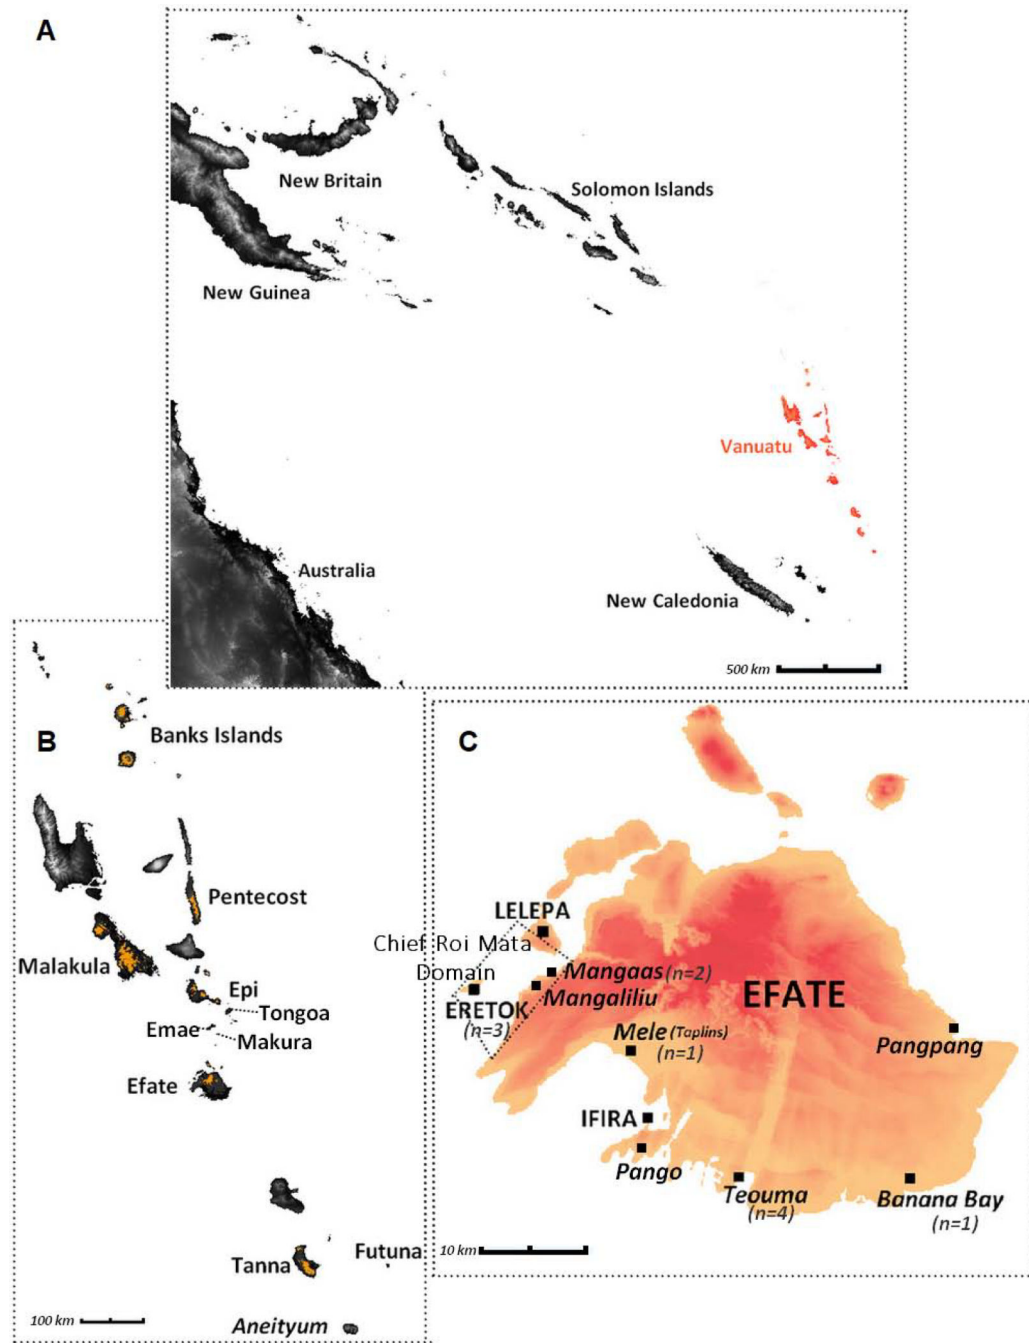 A
New Britain
Solomon Islands
New Guinea
Vanuatu
Australia
New Caledonia
500 km
B
Banks Islands
Pentecost
Malakula
Epi
Tongoa
Emae
Makura
Efate
Futuna
Tanna
100 km
Aneityum
C
LELEPA
Chief Roi Mata
Domain
Mangaas (n=2)
Mangaliliu
ERETOK
(n=3)
EFATE
Mele (Taplins)
(n=1)
Pangpang
IFIRA
Pango
Teouma
(n=4)
Banana Bay
(n=1)
10 km